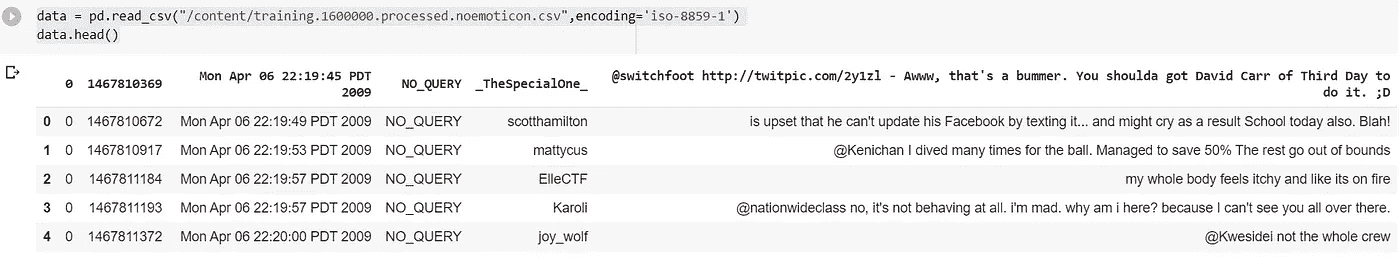 data = pd.read_csv("/content/training.1600000.processed.noemoticon.csv",encoding='iso-8859-1')
data.head()
0 1467810369 Mon Apr 06 22:19:45 PDT 2009 NO_QUERY _TheSpecialOne_ @switchfoot http://twitpic.com/2y1zl - Awww, that's a bummer. You shoulda got David Carr of Third Day to do it. ;D
0 0 1467810672 Mon Apr 06 22:19:49 PDT 2009 NO_QUERY scotthamilton is upset that he can't update his Facebook by texting it... and might cry as a result School today also. Blah!
1 0 1467810917 Mon Apr 06 22:19:53 PDT 2009 NO_QUERY mattycus @Kenichan I dived many times for the ball. Managed to save 50% The rest go out of bounds
2 0 1467811184 Mon Apr 06 22:19:57 PDT 2009 NO_QUERY ElleCTF my whole body feels itchy and like its on fire
3 0 1467811193 Mon Apr 06 22:19:57 PDT 2009 NO_QUERY Karoli @nationwideclass no, it's not behaving at all. i'm mad. why am i here? because I can't see you all over there.
4 0 1467811372 Mon Apr 06 22:20:00 PDT 2009 NO_QUERY joy_wolf @Kwesidei not the whole crew